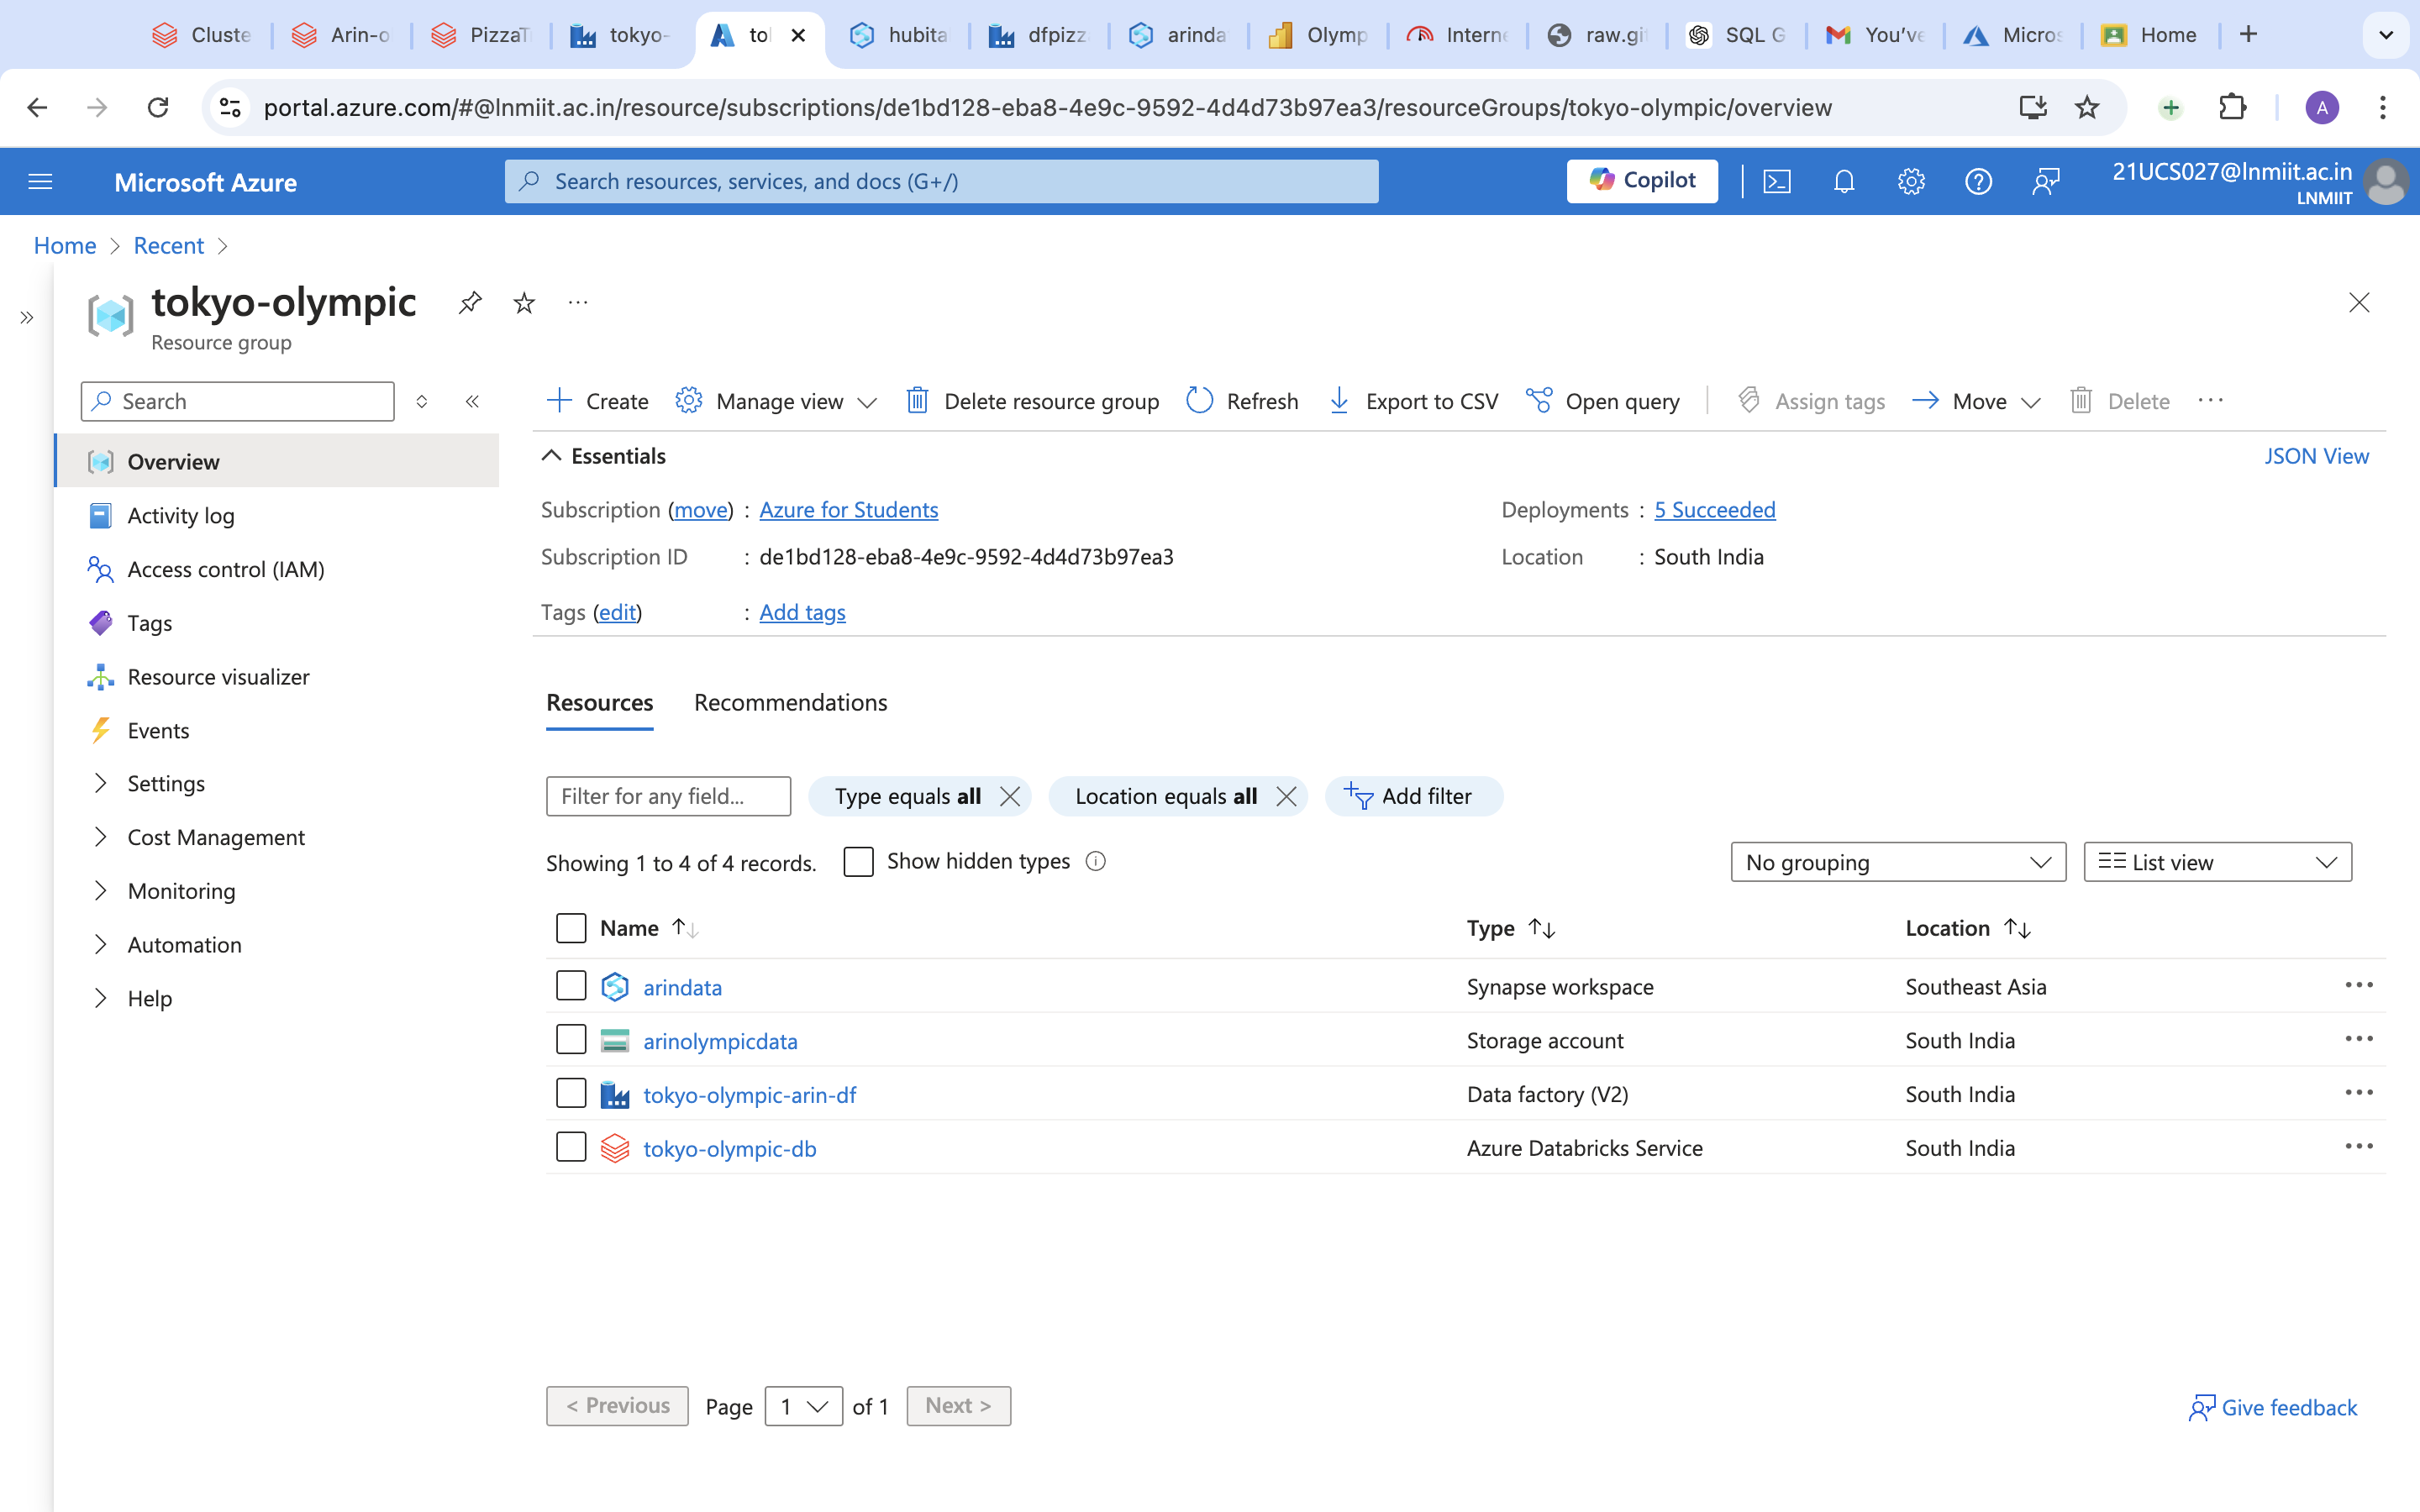 Cluste
Arin-o
PizzaT
tokyo-
tol
hubita
dfpizz
arinda
Olymp
Intern
raw.gi
SQL G
You've
Micros
Home
portal.azure.com/#@lnmiit.ac.in/resource/subscriptions/de1bd128-eba8-4e9c-9592-4d4d73b97ea3/resourceGroups/tokyo-olympic/overview
A
Microsoft Azure
Search resources, services, and docs (G+/)
Copilot
21UCS027@lnmiit.ac.in
LNMIIT
Home > Recent >
tokyo-olympic
Resource group
Search
Create
Manage view
Delete resource group
Refresh
Export to CSV
Open query
Assign tags
Move
Delete
Overview
Activity log
Access control (IAM)
Tags
Resource visualizer
Events
Settings
Cost Management
Monitoring
Automation
Help
Essentials
JSON View
Subscription (move) : Azure for Students
Deployments : 5 Succeeded
Subscription ID : de1bd128-eba8-4e9c-9592-4d4d73b97ea3
Location : South India
Tags (edit) : Add tags
Resources
Recommendations
Filter for any field...
Type equals all
Location equals all
Add filter
Showing 1 to 4 of 4 records.
Show hidden types
No grouping
List view
Name Type Location
arindata Synapse workspace Southeast Asia
arinolympicdata Storage account South India
tokyo-olympic-arin-df Data factory (V2) South India
tokyo-olympic-db Azure Databricks Service South India
< Previous Page 1 of 1 Next >
Give feedback